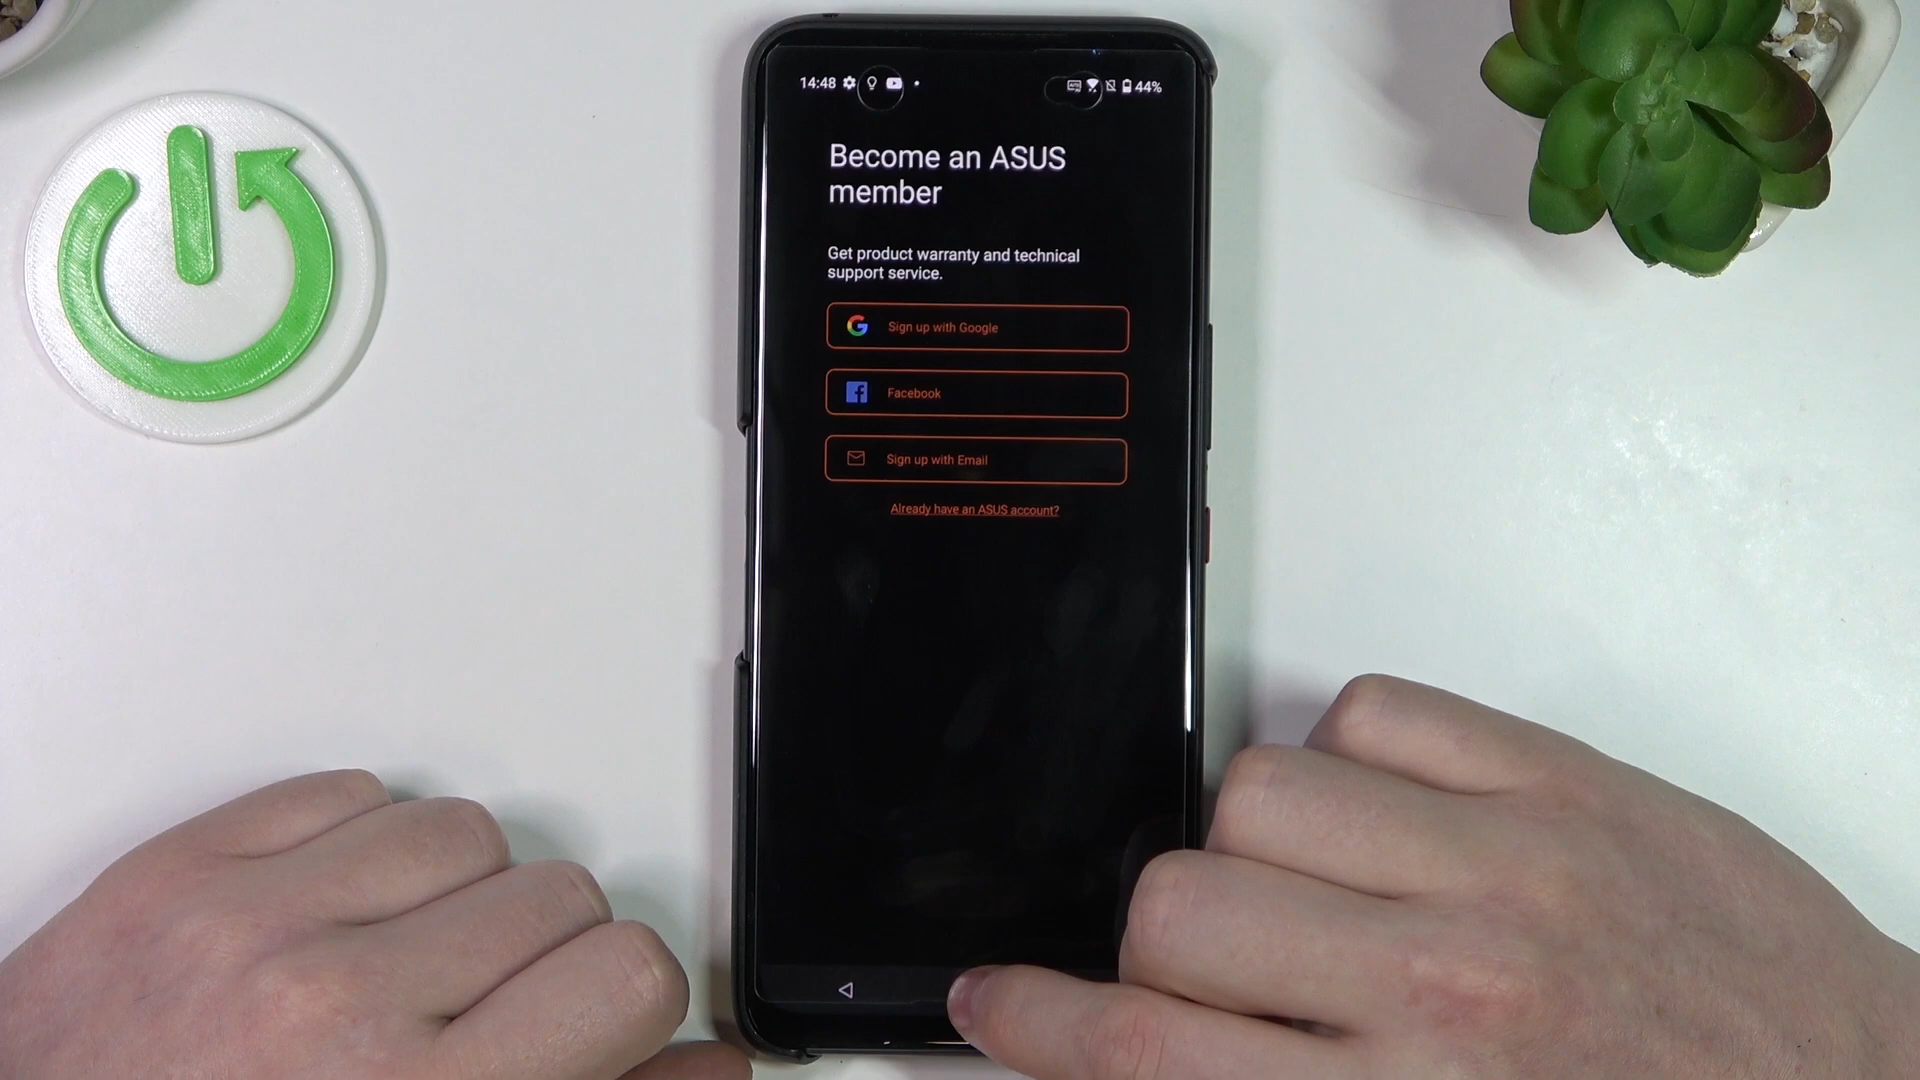 14:48 44%
Become an ASUS
member
Get product warranty and technical
support service.
Sign up with Google
Facebook
Sign up with Email
Already have an ASUS account?